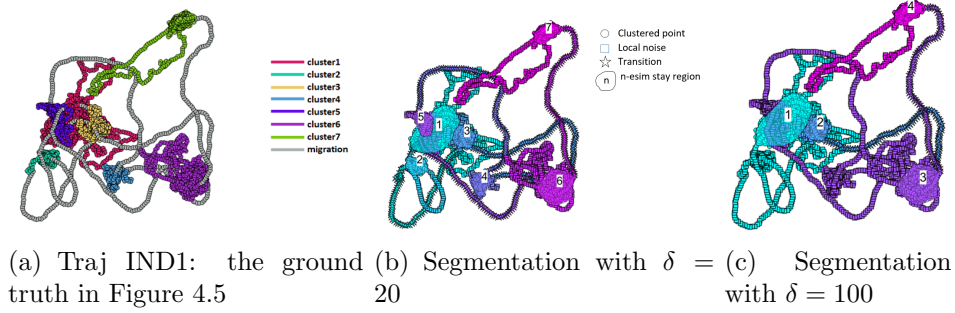 cluster1
cluster2
cluster3
cluster4
cluster5
cluster6
cluster7
migration
7
5
1
3
2
4
6
Clustered point
Local noise
Transition
n n-esim stay region
4
1
2
3
(a) Traj IND1: the ground
truth in Figure 4.5
(b) Segmentation with δ =
20
(c) Segmentation
with δ = 100